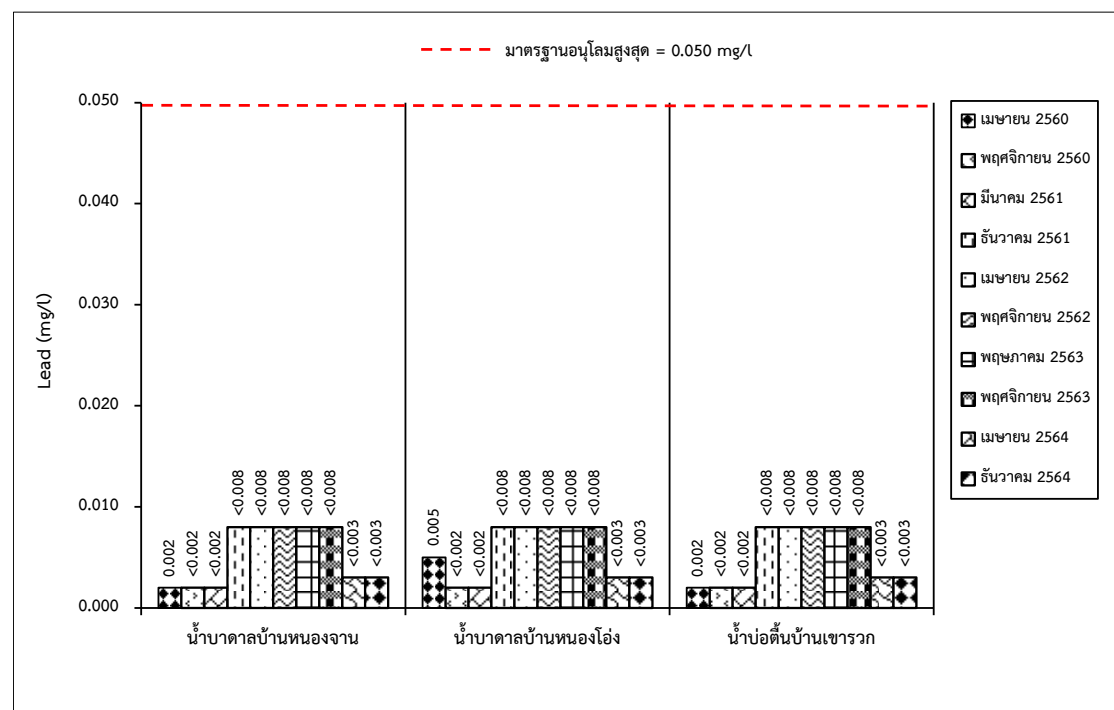 มาตรฐานอนุโลมสูงสุด = 0.050 mg/l
Lead (mg/l)
0.050
0.040
0.030
0.020
0.010
0.000
0.002
<0.002
<0.002
<0.008
<0.008
<0.008
<0.008
<0.008
<0.003
<0.003
0.005
<0.002
<0.002
<0.008
<0.008
<0.008
<0.008
<0.008
<0.003
<0.003
0.002
<0.002
<0.002
<0.008
<0.008
<0.008
<0.008
<0.008
<0.003
<0.003
น้ำบาดาลบ้านหนองจาน
น้ำบาดาลบ้านหนองโอ่ง
น้ำบ่อตื้นบ้านเขารวก
เมษายน 2560
พฤศจิกายน 2560
มีนาคม 2561
ธันวาคม 2561
เมษายน 2562
พฤศจิกายน 2562
พฤษภาคม 2563
พฤศจิกายน 2563
เมษายน 2564
ธันวาคม 2564